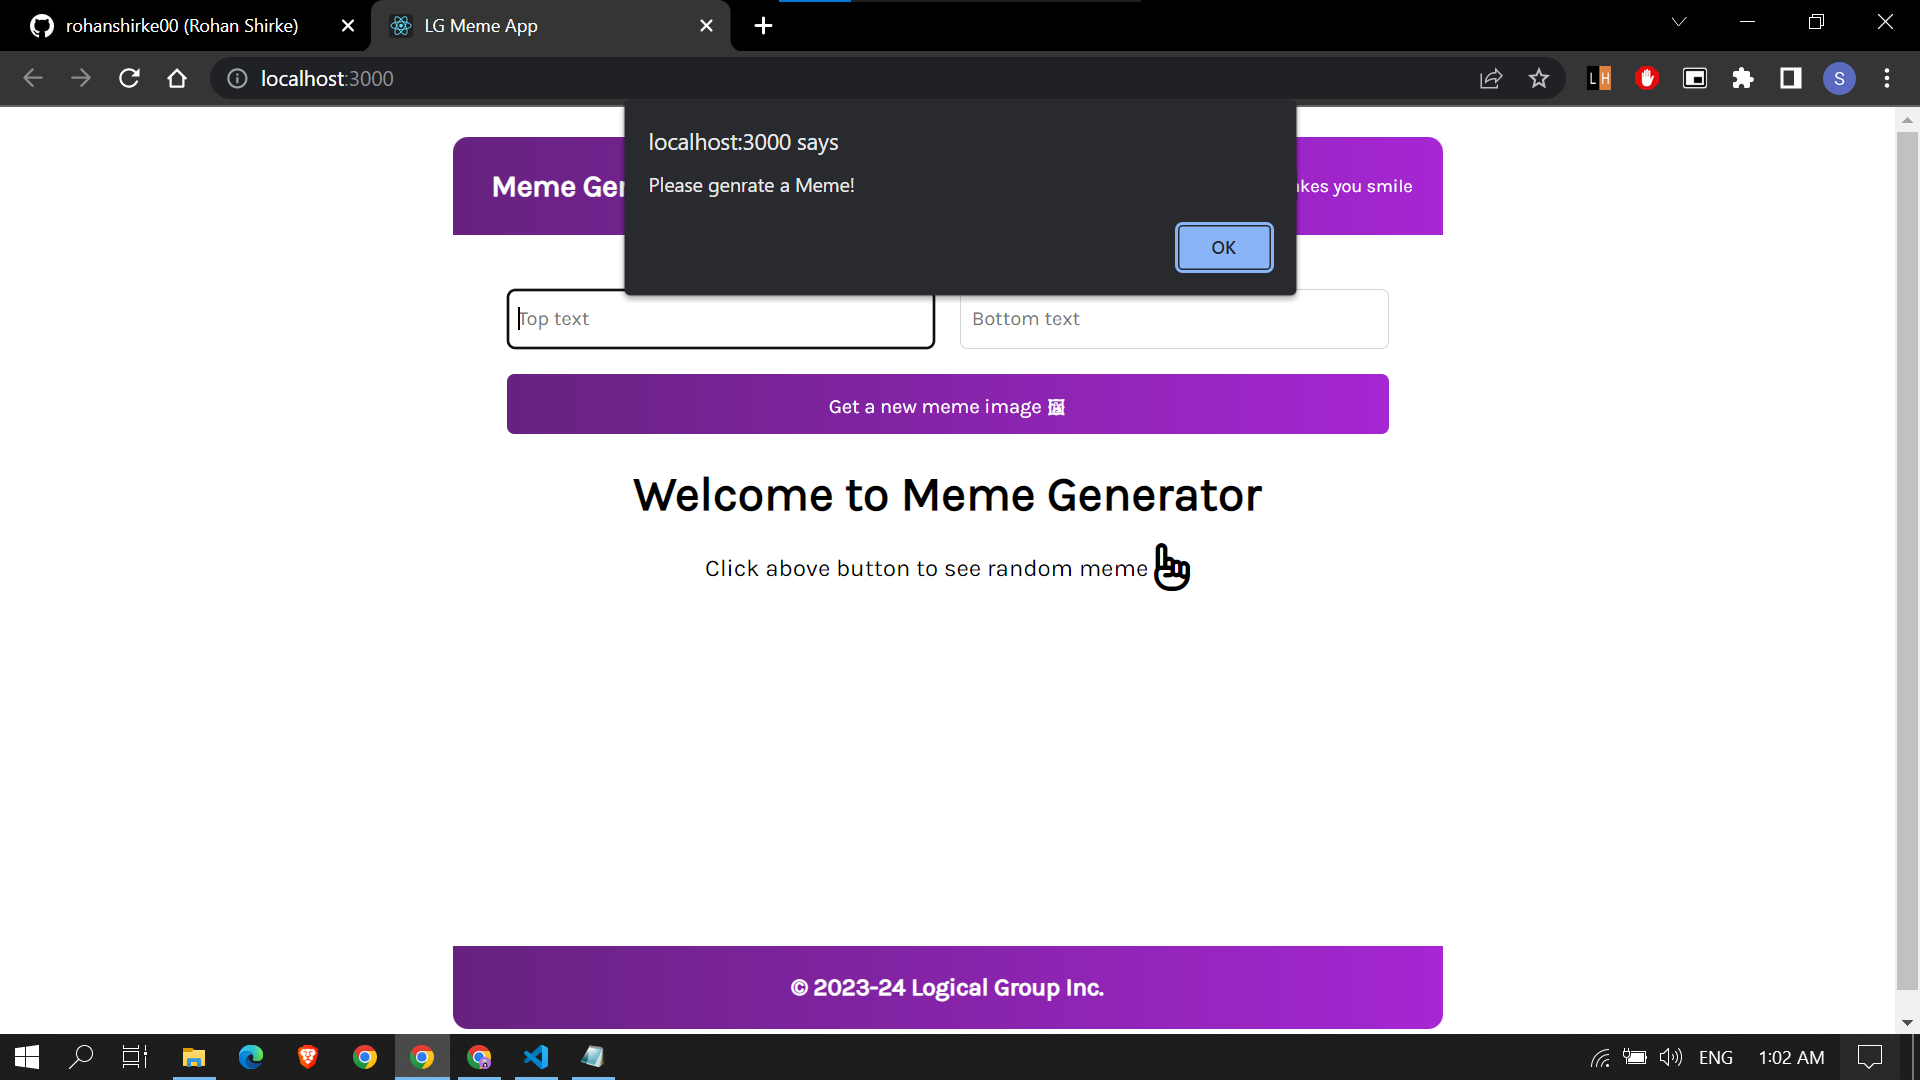 rohanshirke00 (Rohan Shirke)
LG Meme App
localhost:3000
L H
S
localhost:3000 says
Please genrate a Meme!
OK
Meme Ger
kes you smile
Top text
Bottom text
Get a new meme image
Welcome to Meme Generator
Click above button to see random meme
© 2023-24 Logical Group Inc.
ENG
1:02 AM